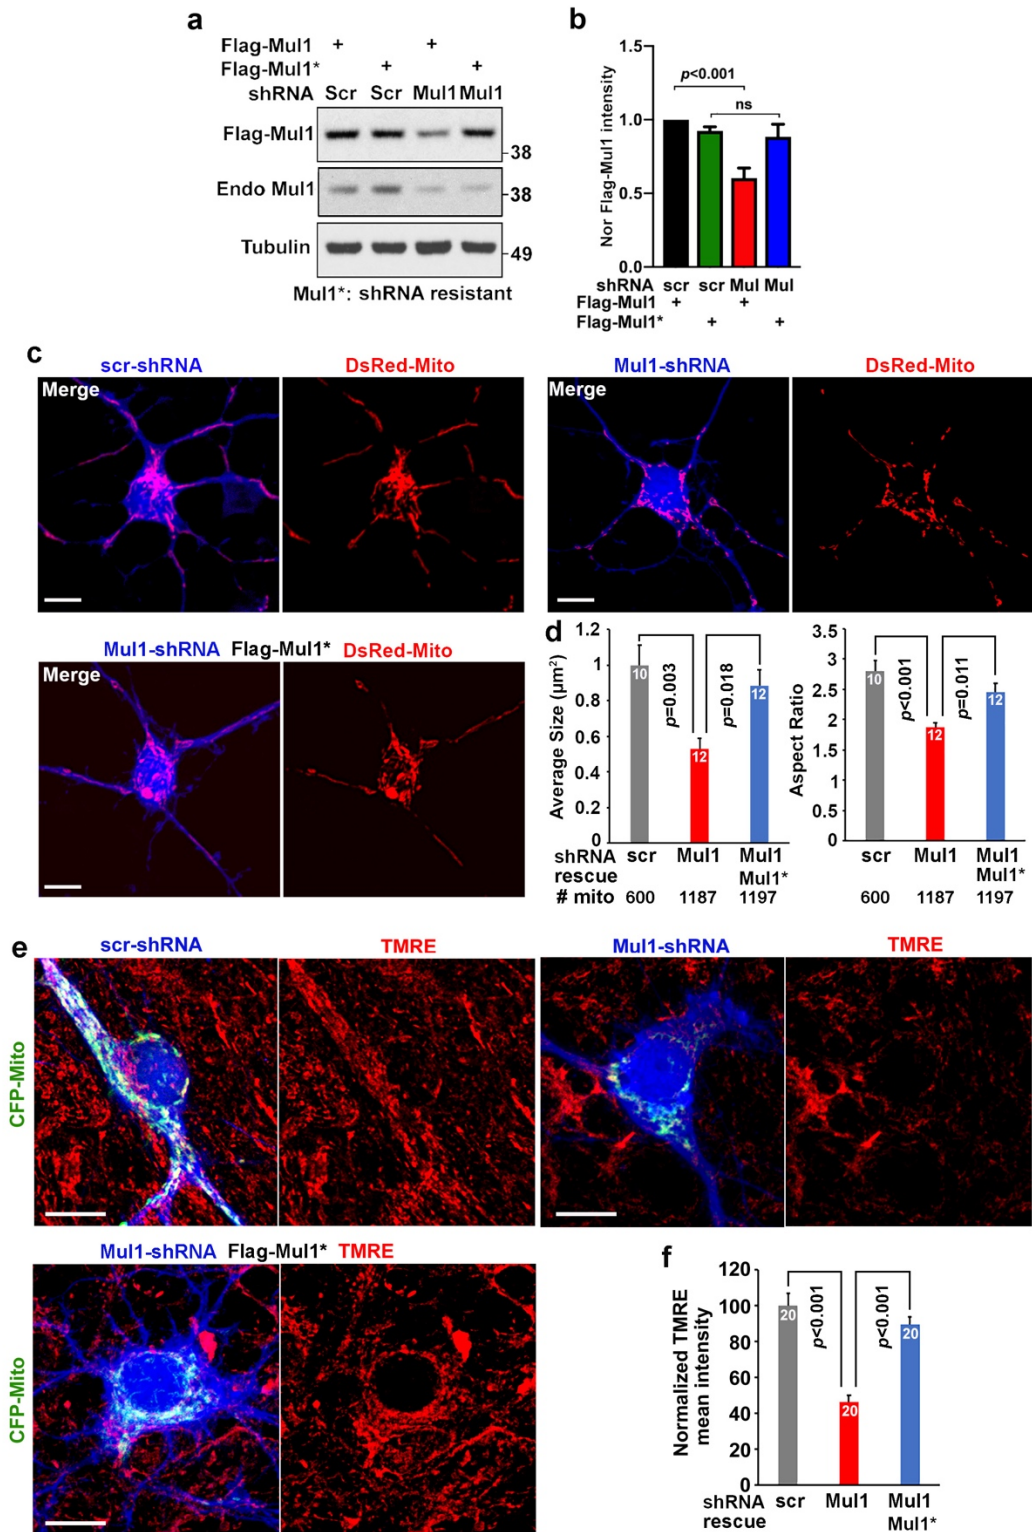 a
Flag-Mul1 + +
Flag-Mul1* + +
shRNA Scr Scr Mul1 Mul1
Flag-Mul1
38
Endo Mul1
38
Tubulin
49
Mul1*: shRNA resistant
b
Nor Flag-Mul1 intensity
1.5
1.0
0.5
0.0
p<0.001
ns
shRNA scr scr Mul Mul
Flag-Mul1 + +
Flag-Mul1* + +
c
scr-shRNA DsRed-Mito
Merge
Mul1-shRNA DsRed-Mito
Merge
Mul1-shRNA Flag-Mul1* DsRed-Mito
Merge
d
Average Size (µm²)
1.2
1
0.8
0.6
0.4
0.2
0
10
12
12
p=0.003
p=0.018
shRNA scr Mul1 Mul1
rescue Mul1*
# mito 600 1187 1197
Aspect Ratio
3.5
3
2.5
2
1.5
1
0.5
0
10
12
12
p<0.001
p=0.011
scr Mul1 Mul1
Mul1*
600 1187 1197
e
scr-shRNA TMRE
CFP-Mito
Mul1-shRNA TMRE
Mul1-shRNA Flag-Mul1* TMRE
CFP-Mito
f
Normalized TMRE
mean intensity
120
100
80
60
40
20
0
20
20
20
p<0.001
p<0.001
shRNA scr Mul1 Mul1
rescue Mul1*